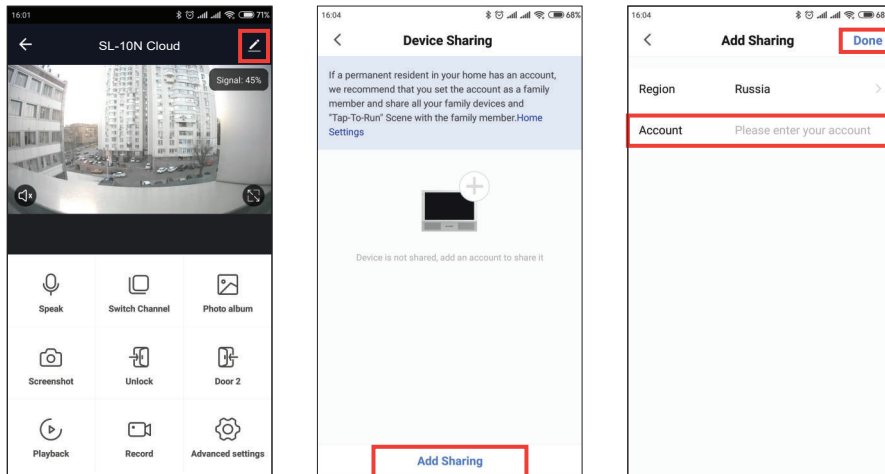 16:01
71%
SL-10N Cloud
Signal: 45%
Speak
Switch Channel
Photo album
Screenshot
Unlock
Door 2
Playback
Record
Advanced settings
16:04
68%
Device Sharing
If a permanent resident in your home has an account,
we recommend that you set the account as a family
member and share all your family devices and
"Tap-To-Run" Scene with the family member.Home
Settings
Device is not shared, add an account to share it
Add Sharing
16:04
68
Add Sharing
Done
Region
Russia
Account
Please enter your account